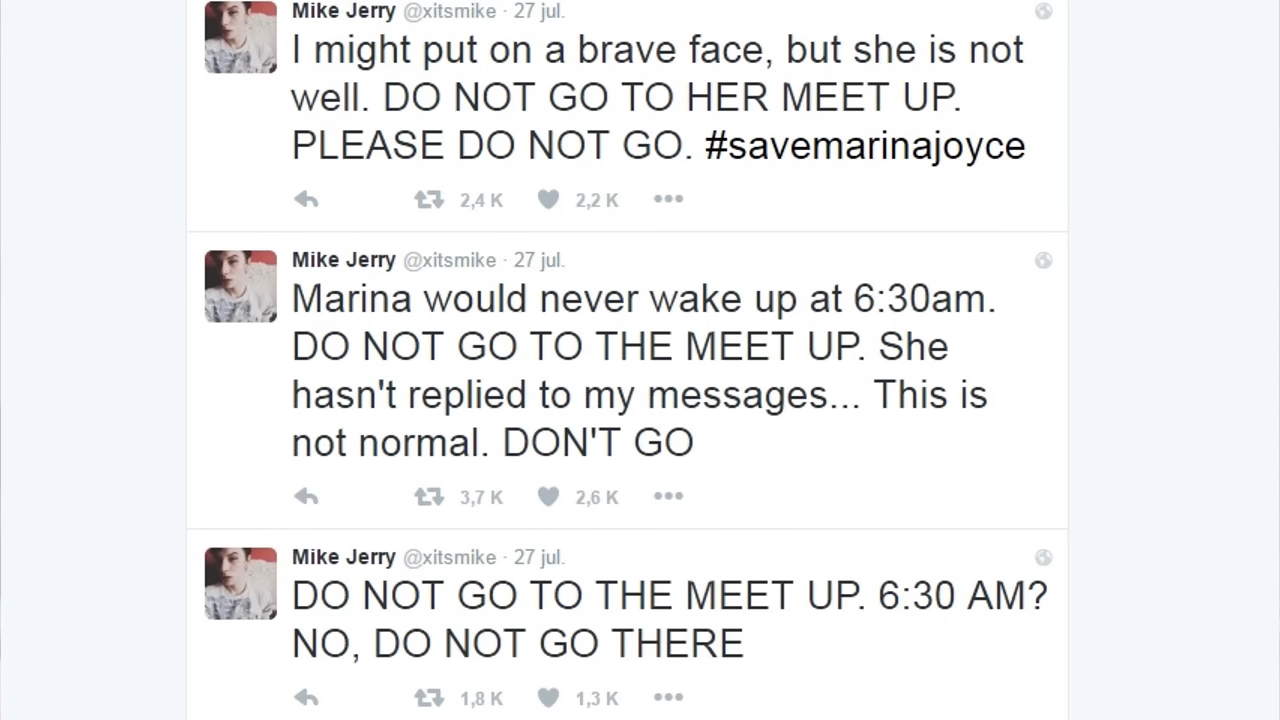 Mike Jerry @xitsmike · 27 jul.
I might put on a brave face, but she is not
well. DO NOT GO TO HER MEET UP.
PLEASE DO NOT GO. #savemarinajoyce
2,4 K 2,2 K
Mike Jerry @xitsmike · 27 jul.
Marina would never wake up at 6:30am.
DO NOT GO TO THE MEET UP. She
hasn't replied to my messages... This is
not normal. DON'T GO
3,7 K 2,6 K
Mike Jerry @xitsmike · 27 jul.
DO NOT GO TO THE MEET UP. 6:30 AM?
NO, DO NOT GO THERE
1,8 K 1,3 K